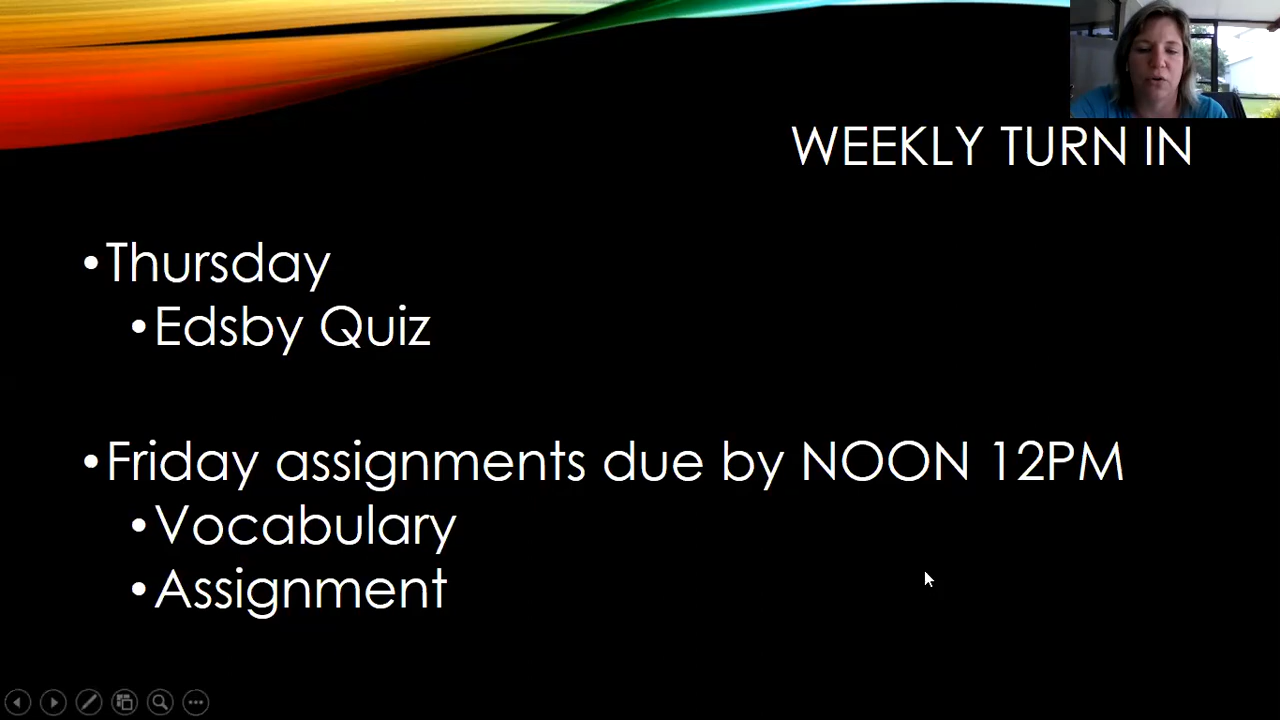 WEEKLY TURN IN
•Thursday
•Edsby Quiz
•Friday assignments due by NOON 12PM
•Vocabulary
•Assignment